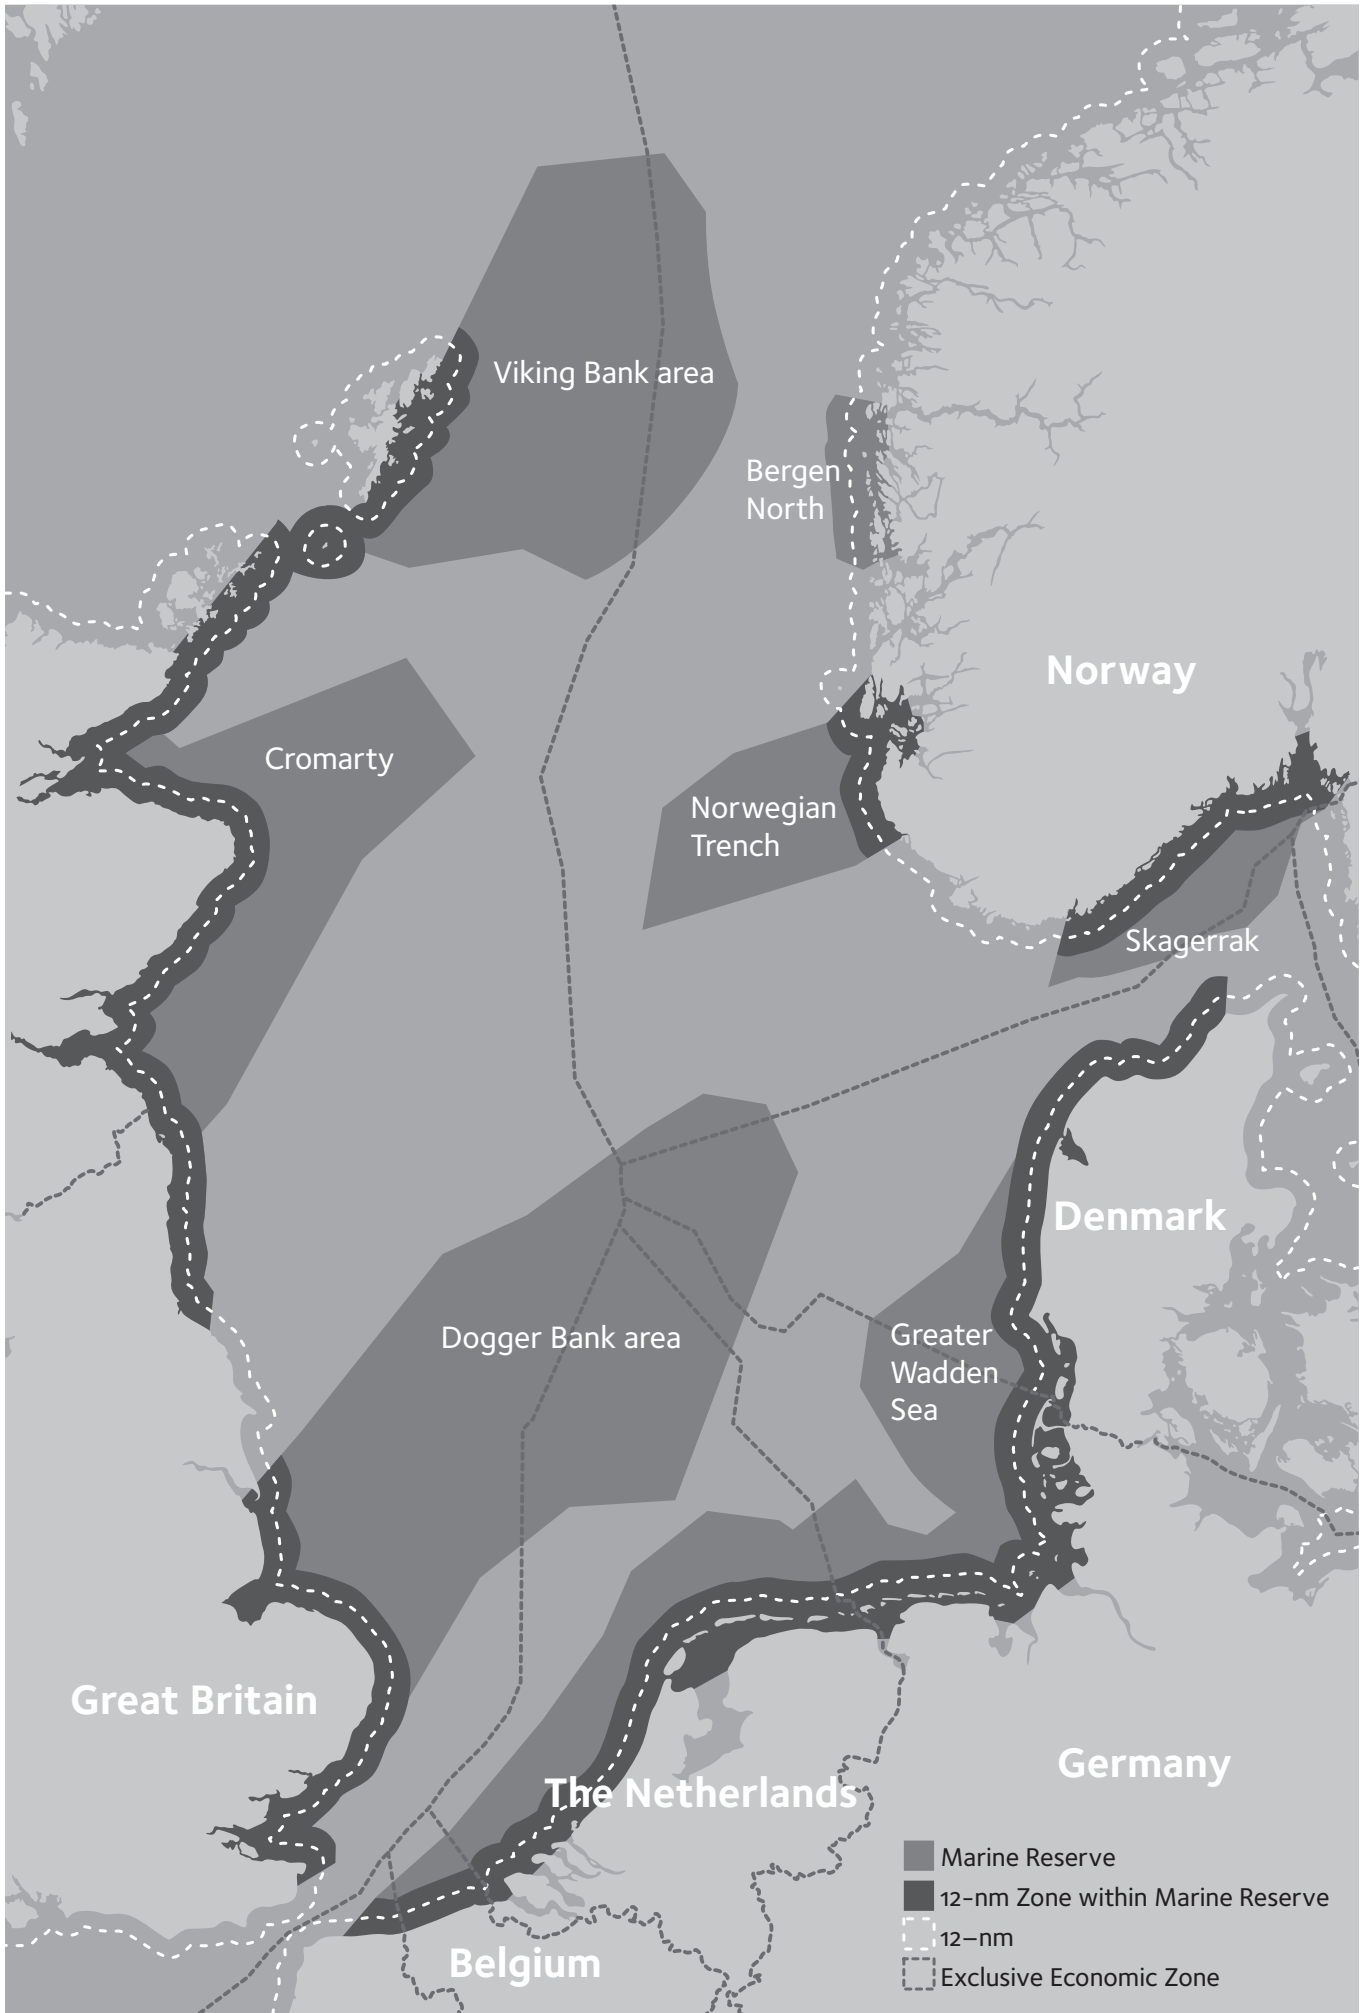 Viking Bank area
Bergen
North
Norway
Cromarty
Norwegian
Trench
Skagerrak
Denmark
Dogger Bank area
Greater
Wadden
Sea
Great Britain
The Netherlands
Germany
Belgium
Marine Reserve
12-nm Zone within Marine Reserve
12–nm
Exclusive Economic Zone